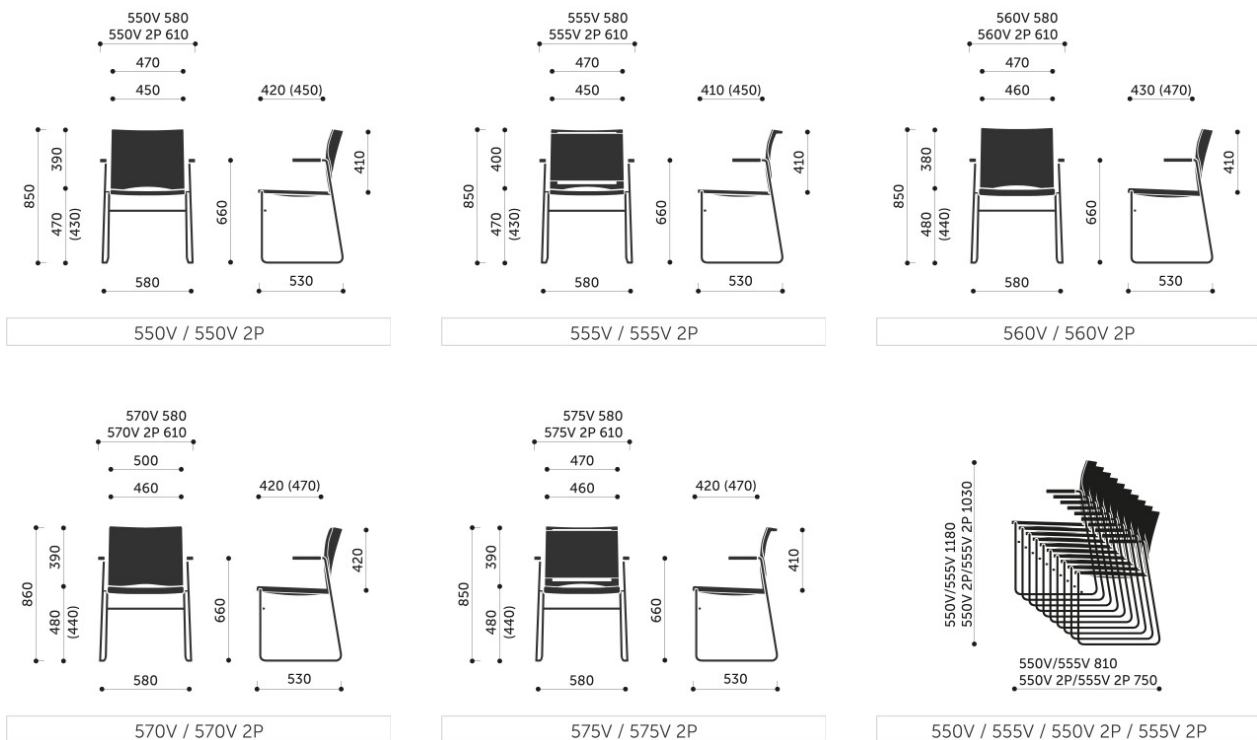 550V 580
550V 2P 610
470
450
420 (450)
850
390
470
(430)
660
410
580
530
550V / 550V 2P
555V 580
555V 2P 610
470
450
410 (450)
850
400
470
(430)
660
410
580
530
555V / 555V 2P
560V 580
560V 2P 610
470
460
430 (470)
850
380
480
(440)
660
410
580
530
560V / 560V 2P
570V 580
570V 2P 610
500
460
420 (470)
860
390
480
(440)
660
420
580
530
570V / 570V 2P
575V 580
575V 2P 610
470
460
420 (470)
850
390
480
(440)
660
410
580
530
575V / 575V 2P
550V/555V 1180
550V 2P/555V 2P 1030
550V/555V 810
550V 2P/555V 2P 750
550V / 555V / 550V 2P / 555V 2P